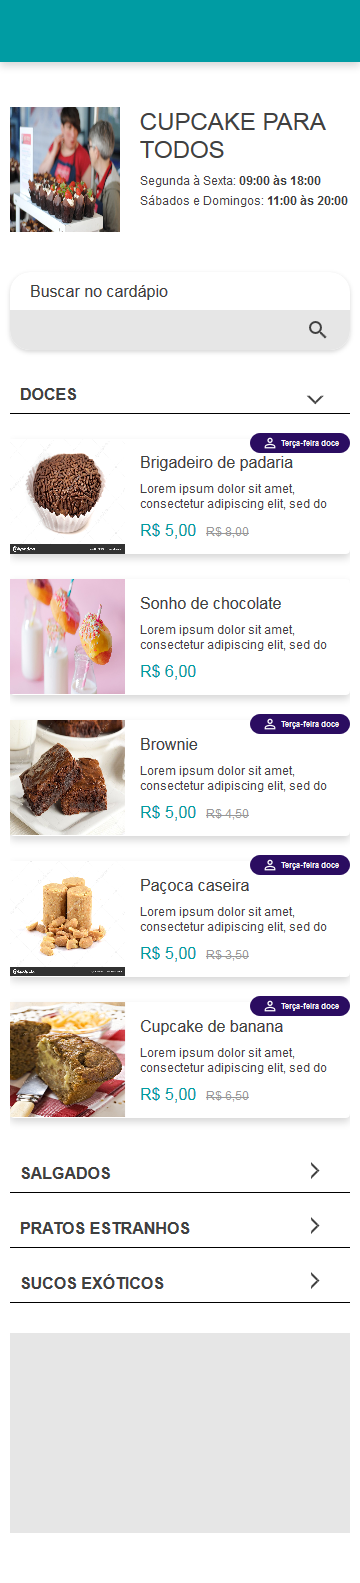 CUPCAKE PARA
TODOS
Segunda à Sexta: 09:00 às 18:00
Sábados e Domingos: 11:00 às 20:00
Buscar no cardápio
DOCES
Terça-feira doce
Brigadeiro de padaria
Lorem ipsum dolor sit amet,
consectetur adipiscing elit, sed do
R$ 5,00 R$ 8,00
Sonho de chocolate
Lorem ipsum dolor sit amet,
consectetur adipiscing elit, sed do
R$ 6,00
Terça-feira doce
Brownie
Lorem ipsum dolor sit amet,
consectetur adipiscing elit, sed do
R$ 5,00 R$ 4,50
Terça-feira doce
Paçoca caseira
Lorem ipsum dolor sit amet,
consectetur adipiscing elit, sed do
R$ 5,00 R$ 3,50
Terça-feira doce
Cupcake de banana
Lorem ipsum dolor sit amet,
consectetur adipiscing elit, sed do
R$ 5,00 R$ 6,50
SALGADOS
PRATOS ESTRANHOS
SUCOS EXÓTICOS